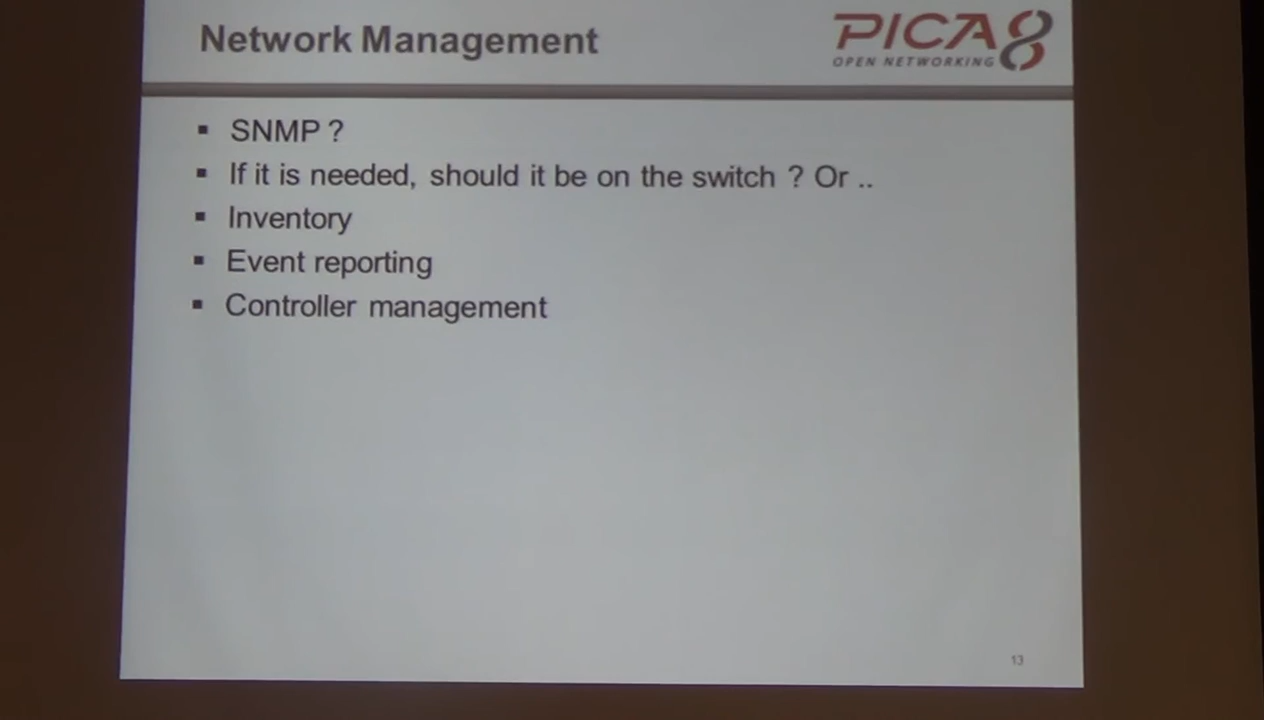 Network Management
PICA8
OPEN NETWORKING
▪ SNMP ?
▪ If it is needed, should it be on the switch ? Or ..
▪ Inventory
▪ Event reporting
▪ Controller management
13